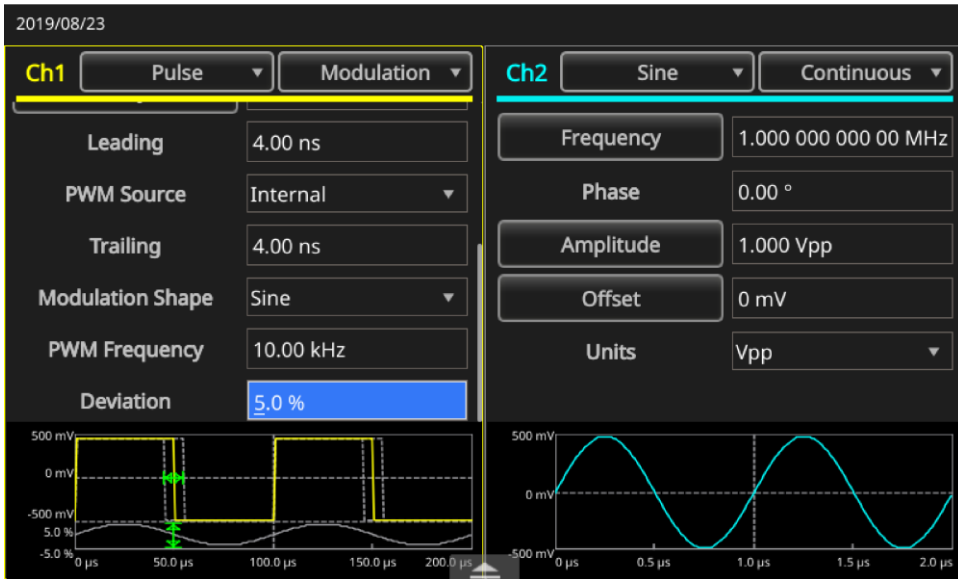 2019/08/23
Ch1 Pulse Modulation
Leading 4.00 ns
PWM Source Internal
Trailing 4.00 ns
Modulation Shape Sine
PWM Frequency 10.00 kHz
Deviation 5.0 %
500 mV
0 mV
-500 mV
5.0 %
-5.0 %
0 µs 50.0 µs 100.0 µs 150.0 µs 200.0 µs
Ch2 Sine Continuous
Frequency 1.000 000 000 00 MHz
Phase 0.00 °
Amplitude 1.000 Vpp
Offset 0 mV
Units Vpp
500 mV
0 mV
-500 mV
0 µs 0.5 µs 1.0 µs 1.5 µs 2.0 µs